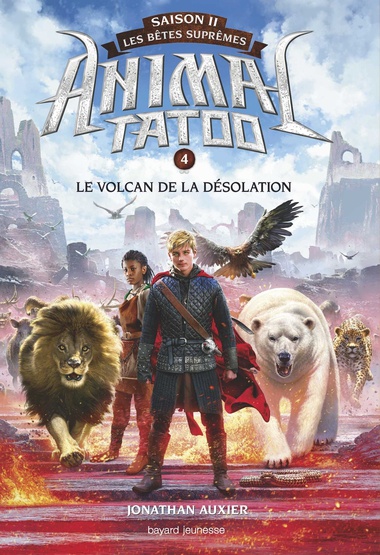 SAISON II
LES BÊTES SUPRÊMES
ANIMAL
TATOO
4
LE VOLCAN DE LA DÉSOLATION
JONATHAN AUXIER
bayard jeunesse